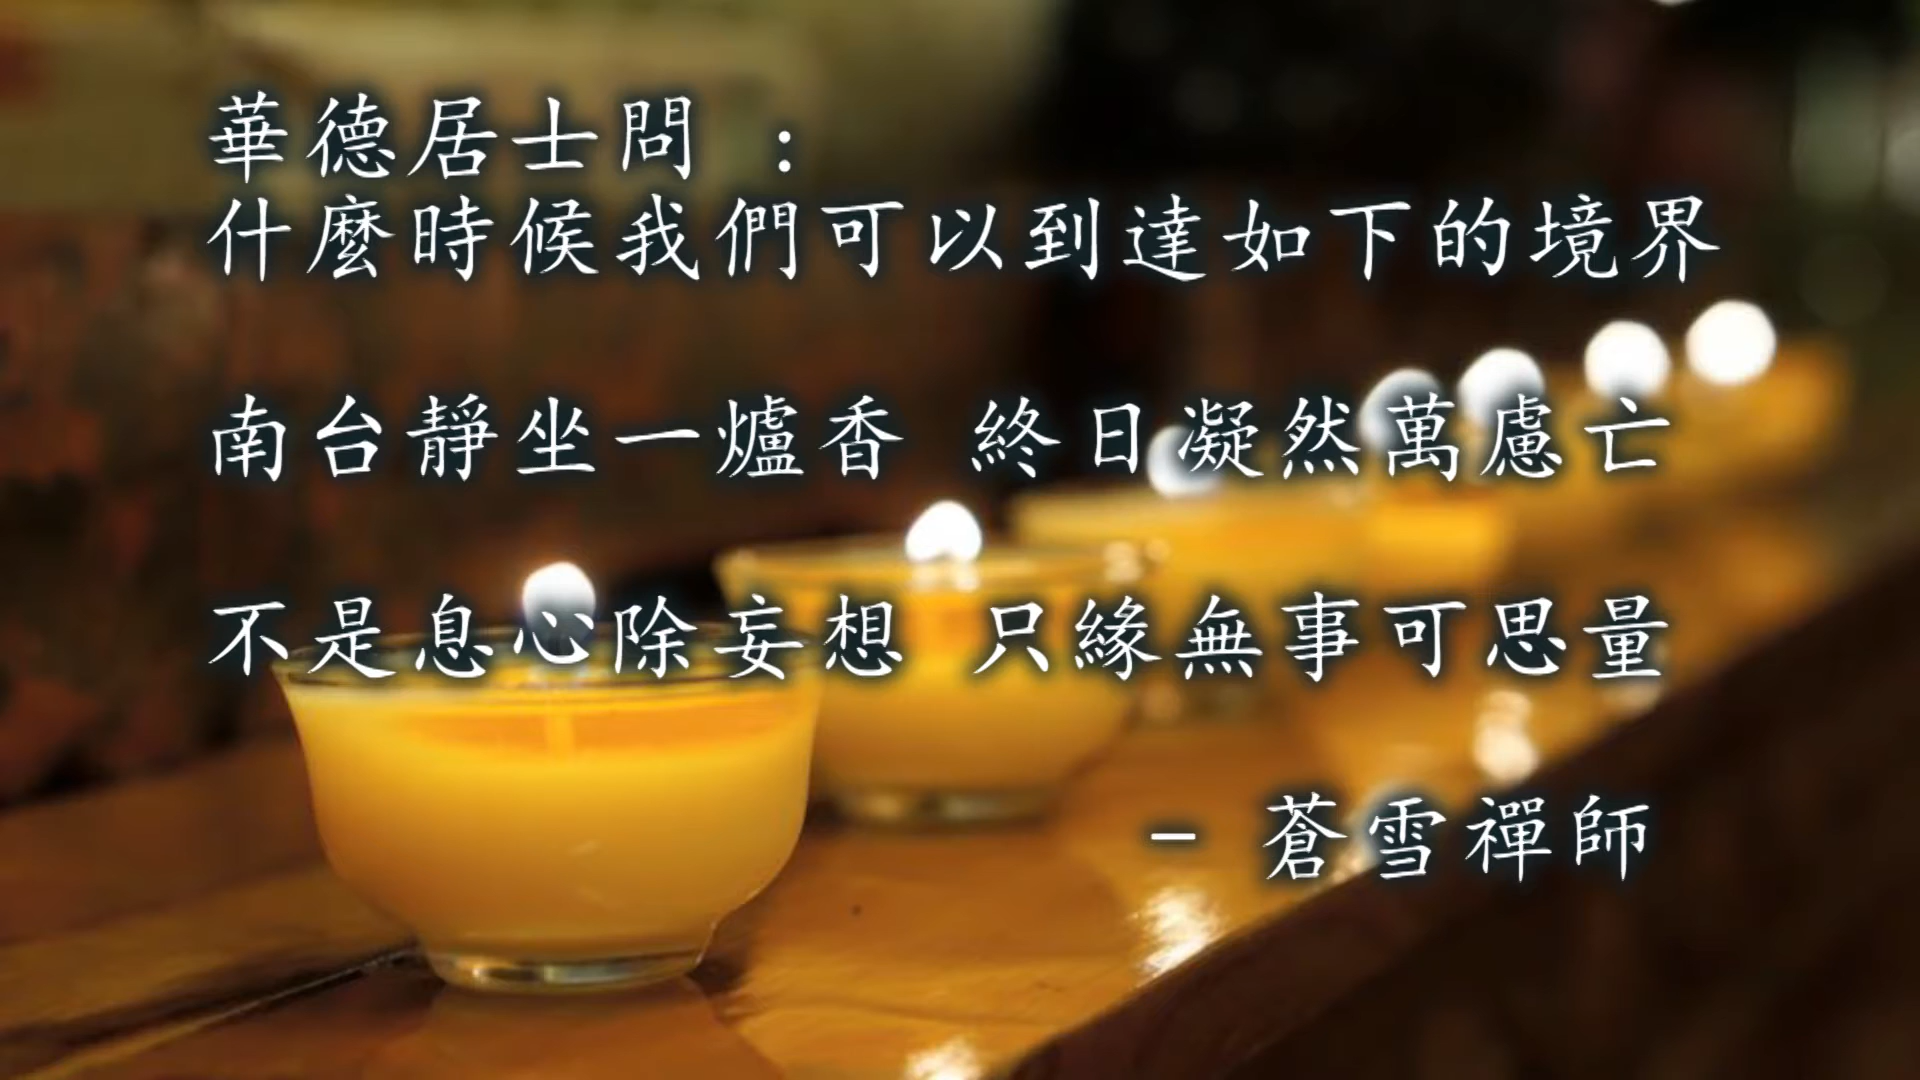 華德居士問 :
什麼時候我們可以到達如下的境界
南台靜坐一爐香 終日凝然萬慮亡
不是息心除妄想 只緣無事可思量
- 蒼雪禪師